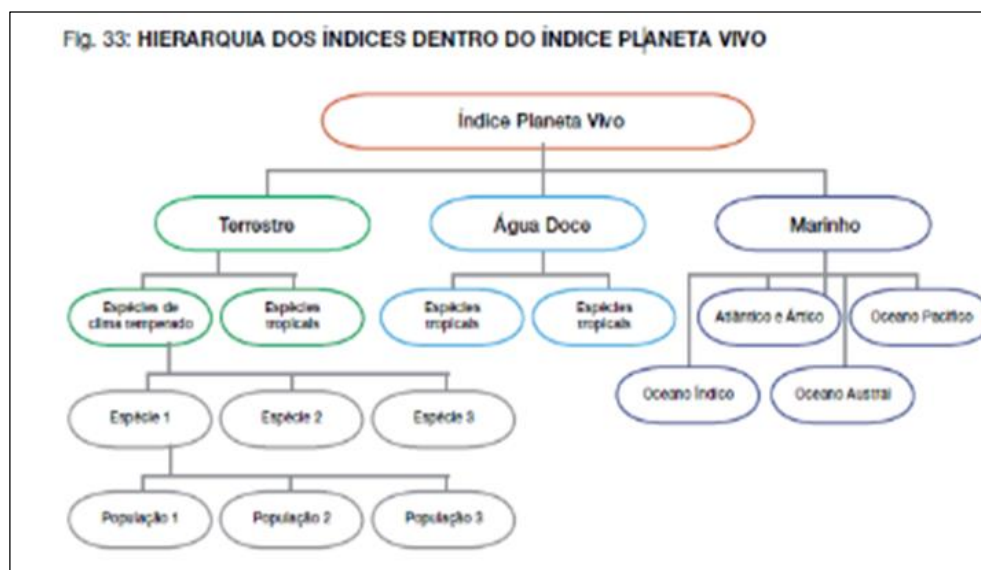 Fig. 33: HIERARQUIA DOS ÍNDICES DENTRO DO ÍNDICE PLANETA VIVO
Índice Planeta Vivo
Terrestre
Água Doce
Marinho
Espécies de
clima temperado
Espécies
tropicais
Espécies
tropicais
Espécies
tropicais
Atlântico e Ártico
Oceano Pacífico
Oceano Índico
Oceano Austral
Espécie 1
Espécie 2
Espécie 3
População 1
População 2
População 3